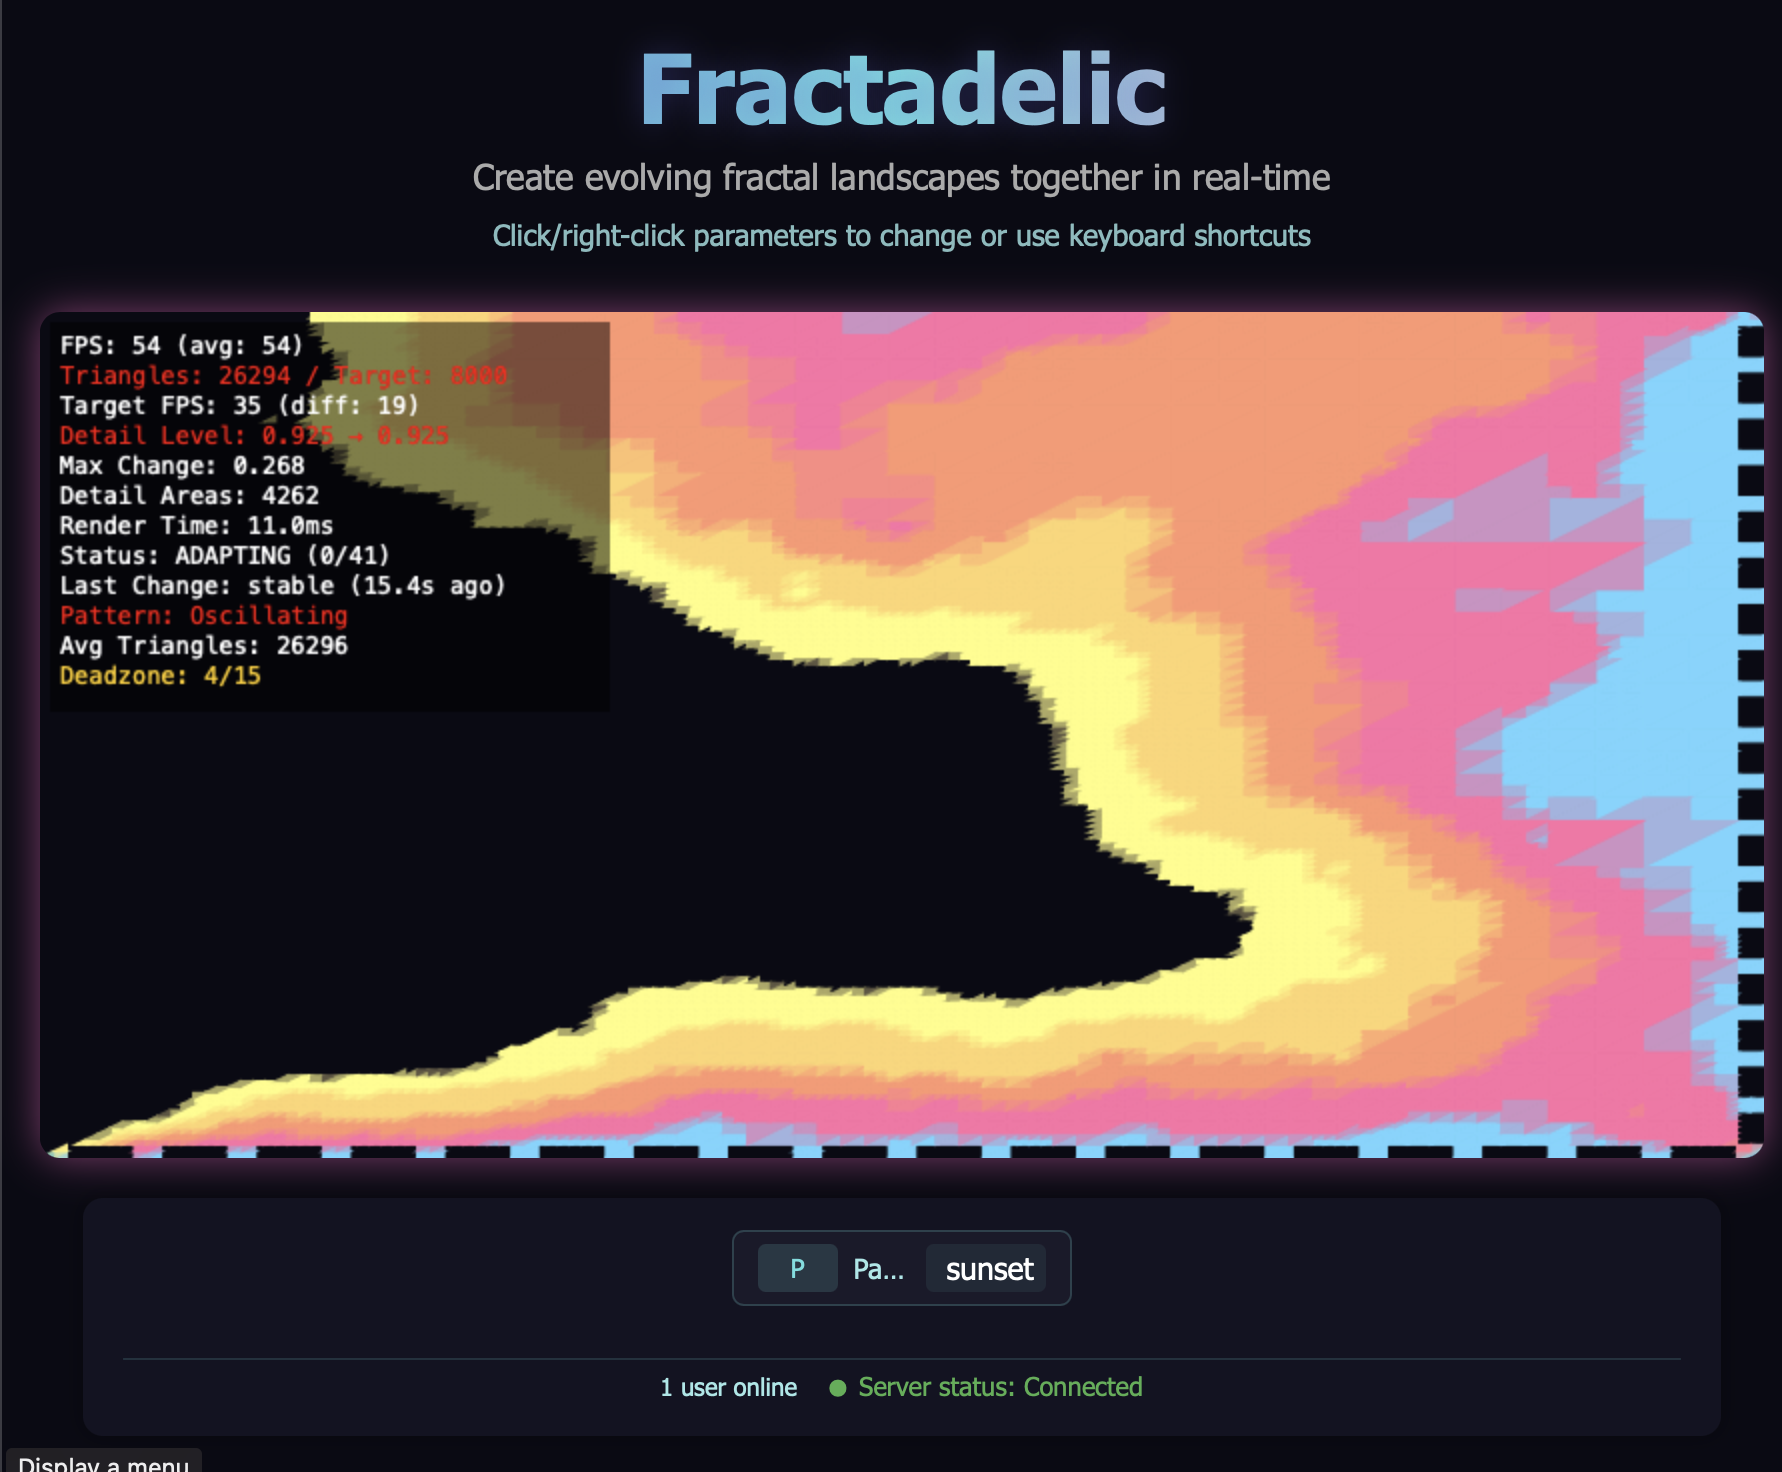 Fractadelic
Create evolving fractal landscapes together in real-time
Click/right-click parameters to change or use keyboard shortcuts
FPS: 54 (avg: 54)
Triangles: 26294 / Target: 8000
Target FPS: 35 (diff: 19)
Detail Level: 0.925 → 0.925
Max Change: 0.268
Detail Areas: 4262
Render Time: 11.0ms
Status: ADAPTING (0/41)
Last Change: stable (15.4s ago)
Pattern: Oscillating
Avg Triangles: 26296
Deadzone: 4/15
P Pa... sunset
1 user online ● Server status: Connected
Display a menu